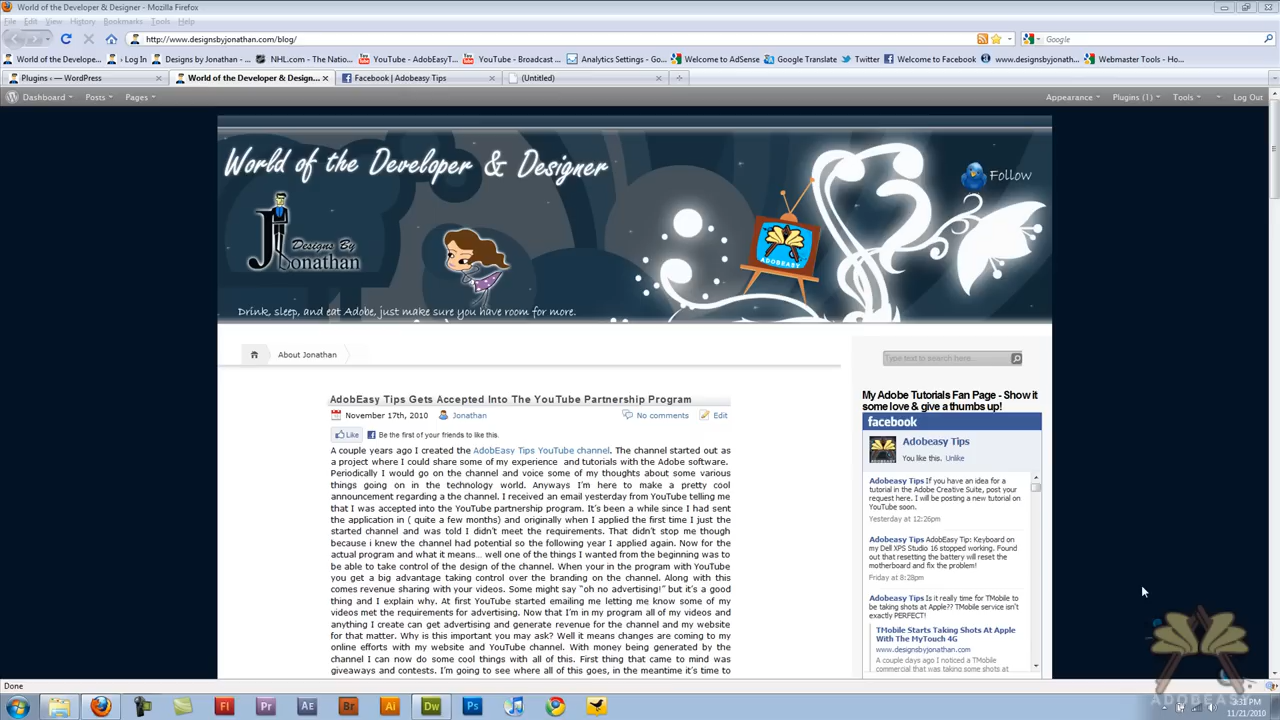 World of the Developer & Designer - Mozilla Firefox
File Edit View History Bookmarks Tools Help
http://www.designsbyjonathan.com/blog/
Google
World of the Develope... › Log In Designs by Jonathan - ... NHL.com - The Natio... YouTube - AdobEasyT... YouTube - Broadcast ... Analytics Settings - Go... Welcome to AdSense Google Translate Twitter Welcome to Facebook www.designsbyjonath... Webmaster Tools - Ho...
Plugins ‹ — WordPress
World of the Developer & Design...
Facebook | Adobeasy Tips
(Untitled)
Dashboard Posts Pages Appearance Plugins (1) Tools Log Out
World of the Developer & Designer
Follow
Designs By
Jonathan
ADOBEASY
Drink, sleep, and eat Adobe, just make sure you have room for more.
About Jonathan
Type text to search here...
AdobEasy Tips Gets Accepted Into The YouTube Partnership Program
November 17th, 2010 Jonathan No comments Edit
Like Be the first of your friends to like this.
A couple years ago I created the AdobEasy Tips YouTube channel. The channel started out as
a project where I could share some of my experience and tutorials with the Adobe software.
Periodically I would go on the channel and voice some of my thoughts about some various
things going on in the technology world. Anyways I'm here to make a pretty cool
announcement regarding a the channel. I received an email yesterday from YouTube telling me
that I was accepted into the YouTube partnership program. It's been a while since I had sent
the application in ( quite a few months) and originally when I applied the first time I just the
started channel and was told I didn't meet the requirements. That didn't stop me though
because i knew the channel had potential so the following year I applied again. Now for the
actual program and what it means... well one of the things I wanted from the beginning was to
be able to take control of the design of the channel. When your in the program with YouTube
you get a big advantage taking control over the branding on the channel. Along with this
comes revenue sharing with your videos. Some might say "oh no advertising!" but it's a good
thing and I explain why. At first YouTube started emailing me letting me know some of my
videos met the requirements for advertising. Now that I'm in my program all of my videos and
anything I create can get advertising and generate revenue for the channel and my website
for that matter. Why is this important you may ask? Well it means changes are coming to my
online efforts with my website and YouTube channel. With money being generated by the
channel I can now do some cool things with all of this. First thing that came to mind was
giveaways and contests. I'm going to see where all of this goes, in the meantime it's time to
My Adobe Tutorials Fan Page - Show it
some love & give a thumbs up!
facebook
Adobeasy Tips
You like this. Unlike
Adobeasy Tips If you have an idea for a
tutorial in the Adobe Creative Suite, post your
request here. I will be posting a new tutorial on
YouTube soon.
Yesterday at 12:26pm
Adobeasy Tips AdobEasy Tip: Keyboard on
my Dell XPS Studio 16 stopped working. Found
out that resetting the battery will reset the
motherboard and fix the problem!
Friday at 8:28pm
Adobeasy Tips Is it really time for TMobile to
be taking shots at Apple?? TMobile service isn't
exactly PERFECT!
TMobile Starts Taking Shots At Apple
With The MyTouch 4G
www.designsbyjonathan.com
A couple days ago I noticed a TMobile
commercial that was taking some shots at
Done
Fl Pr Ae Br Ai Dw Ps
3:31 PM
11/21/2010
ADOBEASY